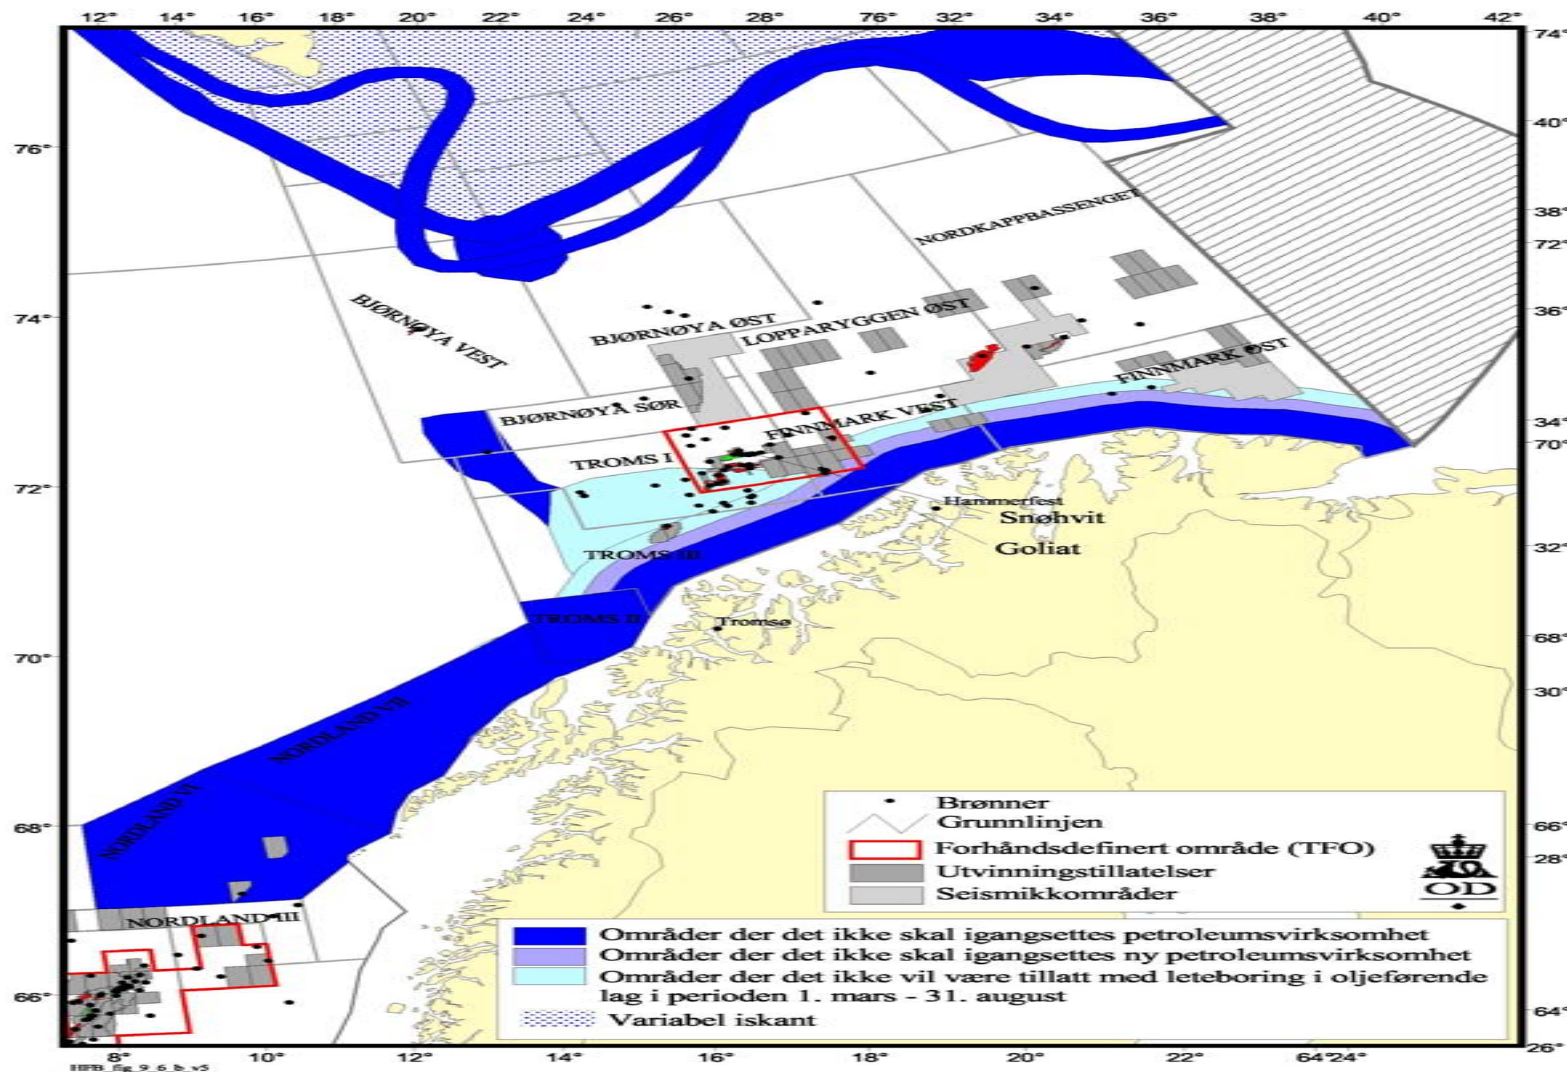 12° 14° 16° 18° 20° 22° 24° 26° 28° 76° 32° 34° 36° 38° 40° 42°
74°
40°
76°
38°
NORDKAPPBASSENGET
72°
BJØRNØYA VEST
36°
74°
BJØRNØYA ØST
LOPPARYGGEN ØST
FINNMARK ØST
BJØRNØYA SØR
FINNMARK VEST
34°
70°
TROMS I
72°
Hammerfest
Snøhvit
Goliat
32°
TROMS III
TROMS II
Tromsø
68°
70°
30°
NORDLAND VII
NORDLAND VI
68°
66°
28°
Brønner
Grunnlinjen
Forhåndsdefinert område (TFO)
Utvinningstillatelser
Seismikkområder
OD
NORDLAND III
Områder der det ikke skal igangsettes petroleumsvirksomhet
Områder der det ikke skal igangsettes ny petroleumsvirksomhet
Områder der det ikke vil være tillatt med leteboring i oljeførende
lag i perioden 1. mars - 31. august
Variabel iskant
66°
64°
26°
8° 10° 12° 14° 16° 18° 20° 22° 64°24°
HFB_fig_9_6_b_v5